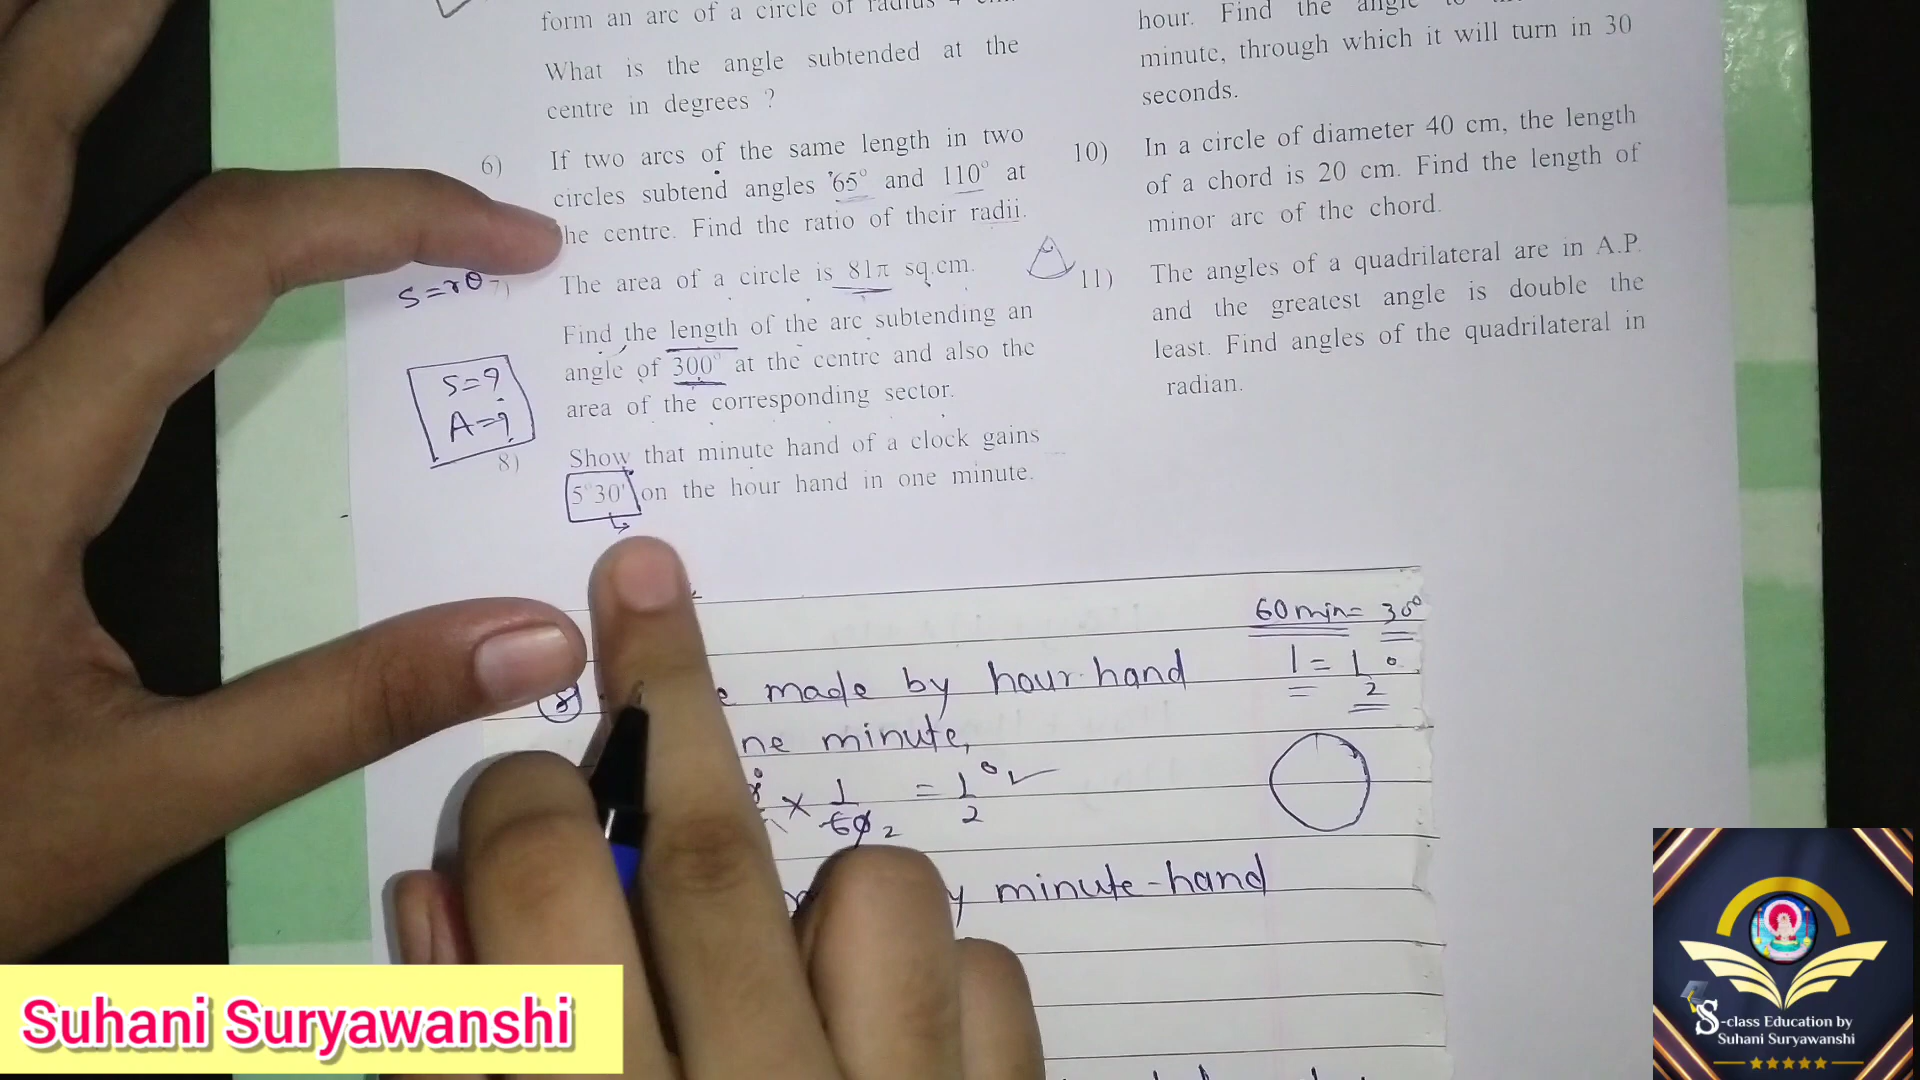 form an arc of a circle of radius
What is the angle subtended at the
centre in degrees ?
6) If two arcs of the same length in two
circles subtend angles 65° and 110° at
the centre. Find the ratio of their radii.
S=rθ 7) The area of a circle is 81π sq.cm.
Find the length of the arc subtending an
angle of 300° at the centre and also the
area of the corresponding sector.
S=?
A=?
8) Show that minute hand of a clock gains
5°30' on the hour hand in one minute.
hour. Find the angle
minute, through which it will turn in 30
seconds.
10) In a circle of diameter 40 cm, the length
of a chord is 20 cm. Find the length of
minor arc of the chord.
11) The angles of a quadrilateral are in A.P.
and the greatest angle is double the
least. Find angles of the quadrilateral in
radian.
60 min = 30°
1 = 1/2 °
8 made by hour hand
minute,
× 1/60 2 = 1/2 °
minute-hand
Suhani Suryawanshi
S-class Education by
Suhani Suryawanshi